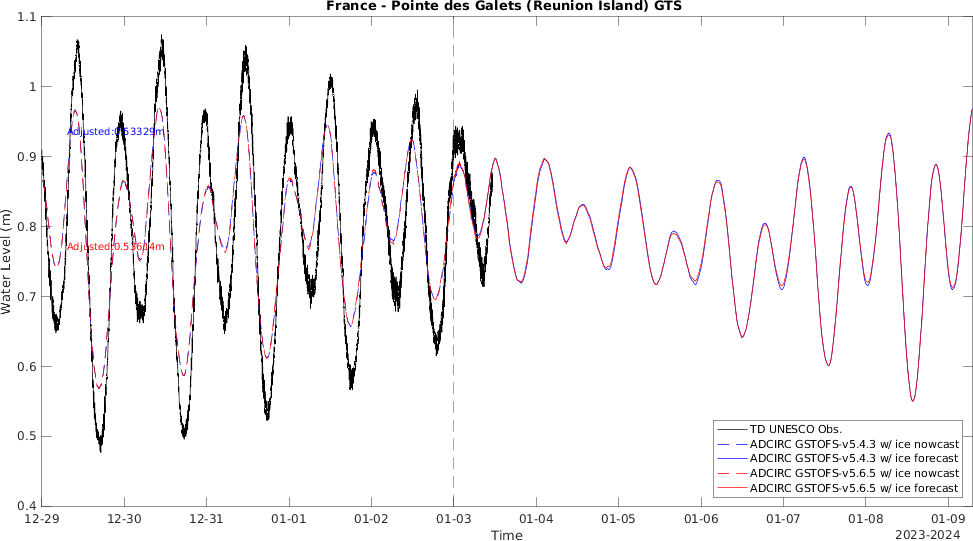 France - Pointe des Galets (Reunion Island) GTS
1.1
1
0.9
0.8
0.7
0.6
0.5
0.4
Water Level (m)
Adjusted:0.53329m
Adjusted:0.53614m
TD UNESCO Obs.
ADCIRC GSTOFS-v5.4.3 w/ ice nowcast
ADCIRC GSTOFS-v5.4.3 w/ ice forecast
ADCIRC GSTOFS-v5.6.5 w/ ice nowcast
ADCIRC GSTOFS-v5.6.5 w/ ice forecast
12-29 12-30 12-31 01-01 01-02 01-03 01-04 01-05 01-06 01-07 01-08 01-09
Time
2023-2024